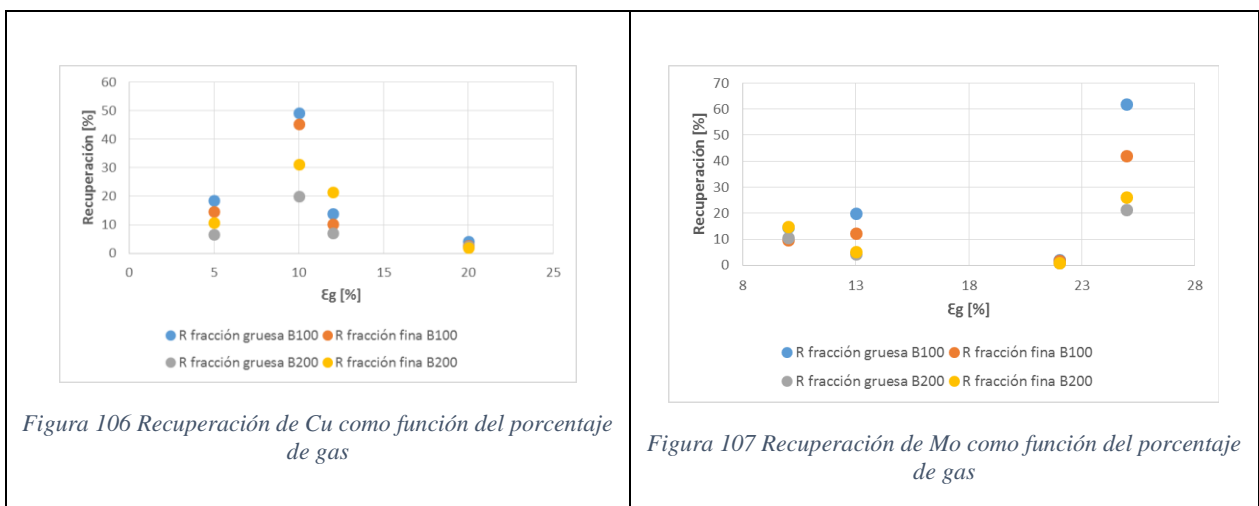 60
50
40
30
20
10
0
Recuperación [%]
0 5 10 15 20 25
Ɛg [%]
R fracción gruesa B100 R fracción fina B100
R fracción gruesa B200 R fracción fina B200
Figura 106 Recuperación de Cu como función del porcentaje
de gas
70
60
50
40
30
20
10
0
Recuperación [%]
8 13 18 23 28
Ɛg [%]
R fracción gruesa B100 R fracción fina B100
R fracción gruesa B200 R fracción fina B200
Figura 107 Recuperación de Mo como función del porcentaje
de gas